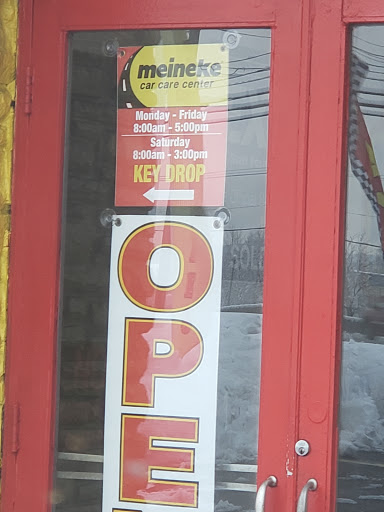 meineke
car care center
Monday - Friday
8:00am - 5:00pm
Saturday
8:00am - 3:00pm
KEY DROP
OPE